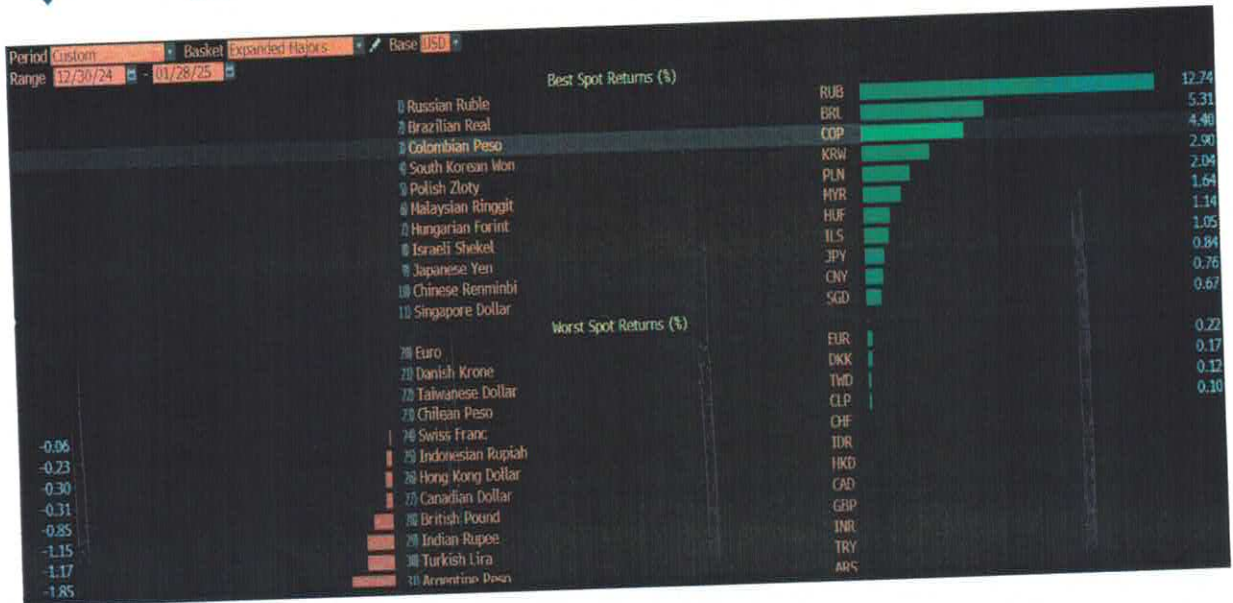 Period Custom Basket Expanded Majors Base USD
Range 12/30/24 - 01/28/25
Best Spot Returns (%)
1) Russian Ruble RUB 12.74
2) Brazilian Real BRL 5.31
3) Colombian Peso COP 4.40
4) South Korean Won KRW 2.90
5) Polish Zloty PLN 2.04
6) Malaysian Ringgit MYR 1.64
7) Hungarian Forint HUF 1.14
8) Israeli Shekel ILS 1.05
9) Japanese Yen JPY 0.84
10) Chinese Renminbi CNY 0.76
11) Singapore Dollar SGD 0.67
Worst Spot Returns (%)
20) Euro EUR 0.22
21) Danish Krone DKK 0.17
22) Taiwanese Dollar TWD 0.12
23) Chilean Peso CLP 0.10
-0.06 24) Swiss Franc CHF
-0.23 25) Indonesian Rupiah IDR
-0.30 26) Hong Kong Dollar HKD
-0.31 27) Canadian Dollar CAD
-0.85 28) British Pound GBP
-1.15 29) Indian Rupee INR
-1.17 30) Turkish Lira TRY
-1.85 31) Argentine Peso ARS